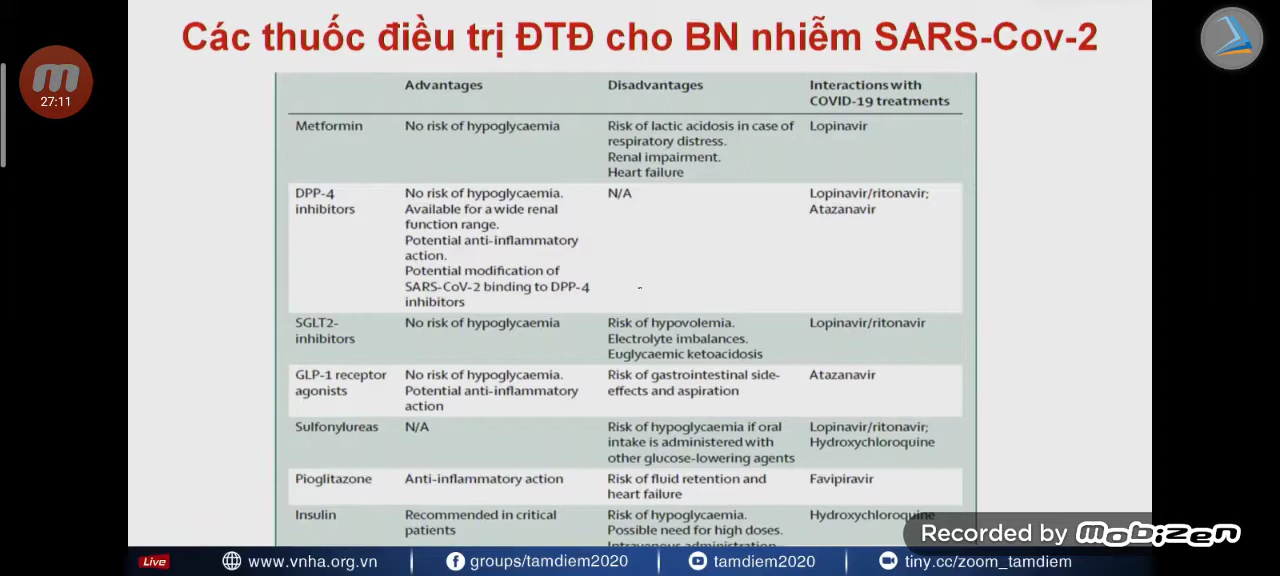 Các thuốc điều trị ĐTĐ cho BN nhiễm SARS-Cov-2
27:11
Advantages
Disadvantages
Interactions with
COVID-19 treatments
Metformin
No risk of hypoglycaemia
Risk of lactic acidosis in case of
respiratory distress.
Renal impairment.
Heart failure
Lopinavir
DPP-4
inhibitors
No risk of hypoglycaemia.
Available for a wide renal
function range.
Potential anti-inflammatory
action.
Potential modification of
SARS-CoV-2 binding to DPP-4
inhibitors
N/A
Lopinavir/ritonavir;
Atazanavir
SGLT2-
inhibitors
No risk of hypoglycaemia
Risk of hypovolemia.
Electrolyte imbalances.
Euglycaemic ketoacidosis
Lopinavir/ritonavir
GLP-1 receptor
agonists
No risk of hypoglycaemia.
Potential anti-inflammatory
action
Risk of gastrointestinal side-
effects and aspiration
Atazanavir
Sulfonylureas
N/A
Risk of hypoglycaemia if oral
intake is administered with
other glucose-lowering agents
Lopinavir/ritonavir;
Hydroxychloroquine
Pioglitazone
Anti-inflammatory action
Risk of fluid retention and
heart failure
Favipiravir
Insulin
Recommended in critical
patients
Risk of hypoglycaemia.
Possible need for high doses.
Intravenous administration
Hydroxychloroquine
Recorded by Mobizen
Live
www.vnha.org.vn
groups/tamdiem2020
tamdiem2020
tiny.cc/zoom_tamdiem